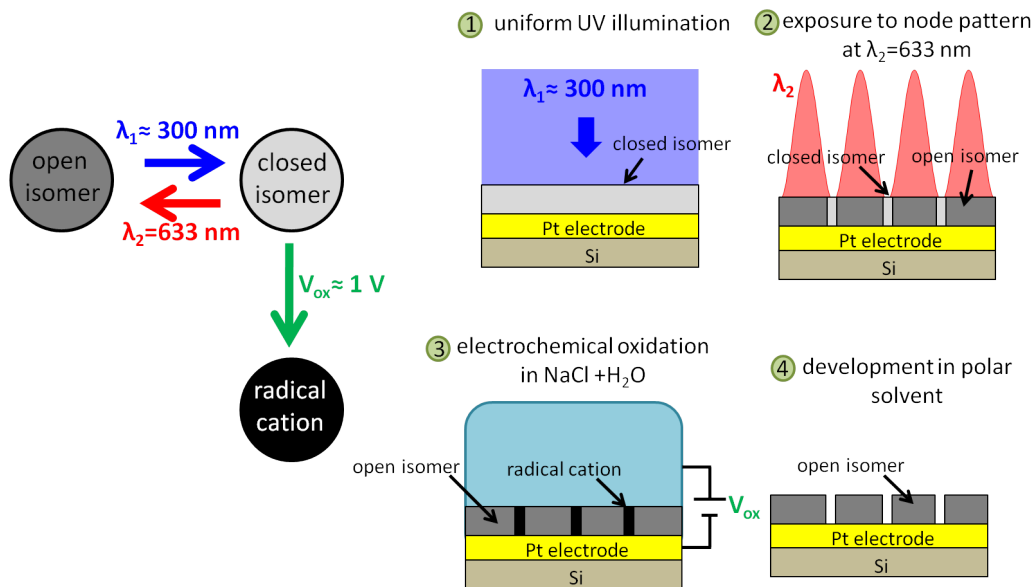 open
isomer
λ₁≈ 300 nm
λ₂=633 nm
closed
isomer
Vₒₓ≈ 1 V
radical
cation
1 uniform UV illumination
λ₁≈ 300 nm
closed isomer
Pt electrode
Si
2 exposure to node pattern
at λ₂=633 nm
λ₂
closed isomer
open isomer
Pt electrode
Si
3 electrochemical oxidation
in NaCl +H₂O
open isomer
radical cation
Vₒₓ
Pt electrode
Si
4 development in polar
solvent
open isomer
Pt electrode
Si